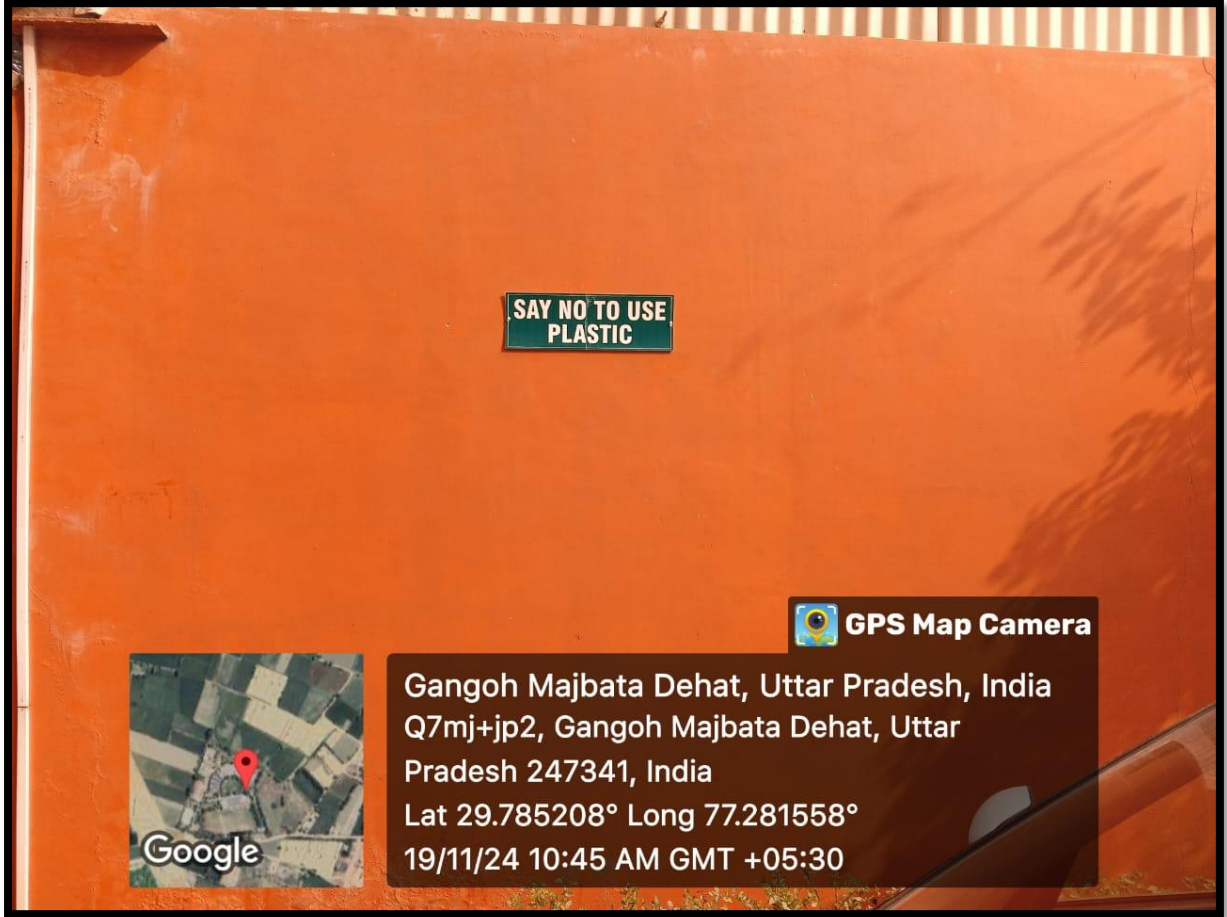 SAY NO TO USE
PLASTIC
GPS Map Camera
Gangoh Majbata Dehat, Uttar Pradesh, India
Q7mj+jp2, Gangoh Majbata Dehat, Uttar
Pradesh 247341, India
Lat 29.785208° Long 77.281558°
19/11/24 10:45 AM GMT +05:30
Google